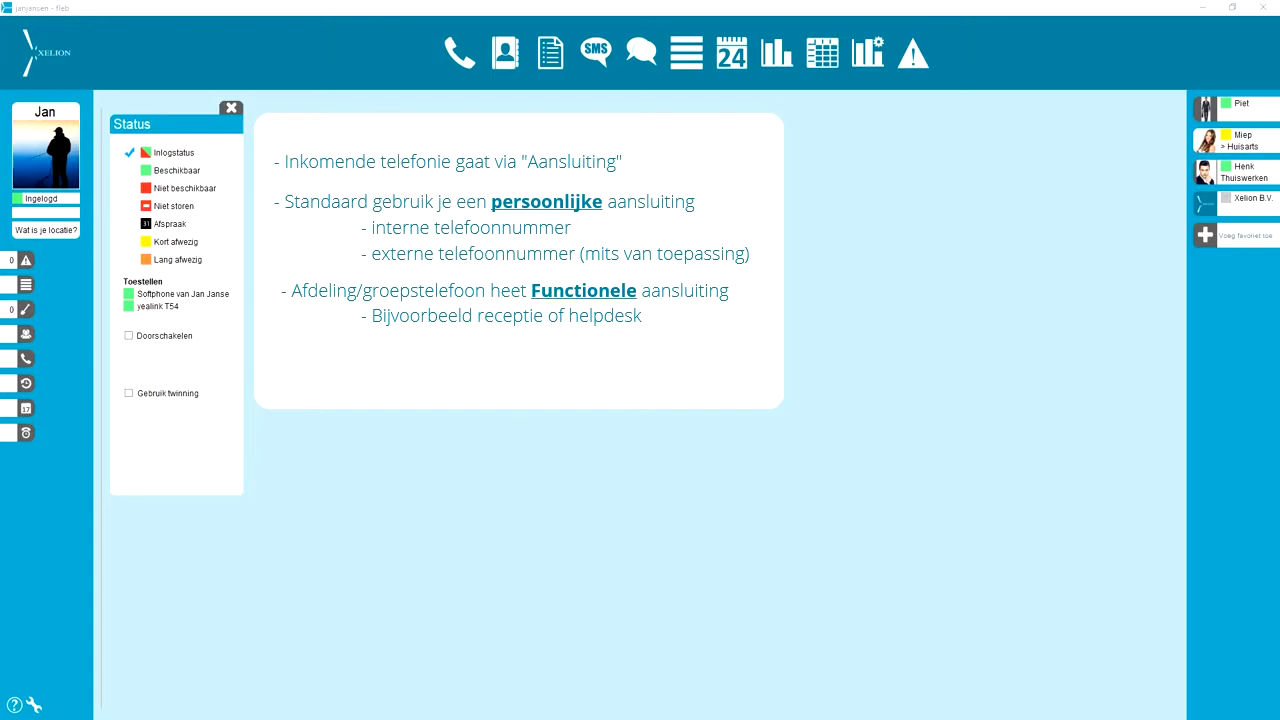 janjansen - fleb
XELION
SMS
24
Jan
Ingelogd
Wat is je locatie?
0
0
17
Status
Inlogstatus
Beschikbaar
Niet beschikbaar
Niet storen
31 Afspraak
Kort afwezig
Lang afwezig
Toestellen
Softphone van Jan Janse
yealink T54
Doorschakelen
Gebruik twinning
- Inkomende telefonie gaat via "Aansluiting"
- Standaard gebruik je een persoonlijke aansluiting
- interne telefoonnummer
- externe telefoonnummer (mits van toepassing)
- Afdeling/groepstelefoon heet Functionele aansluiting
- Bijvoorbeeld receptie of helpdesk
Piet
Miep
> Huisarts
Henk
Thuiswerken
Xelion B.V.
Voeg favoriet toe